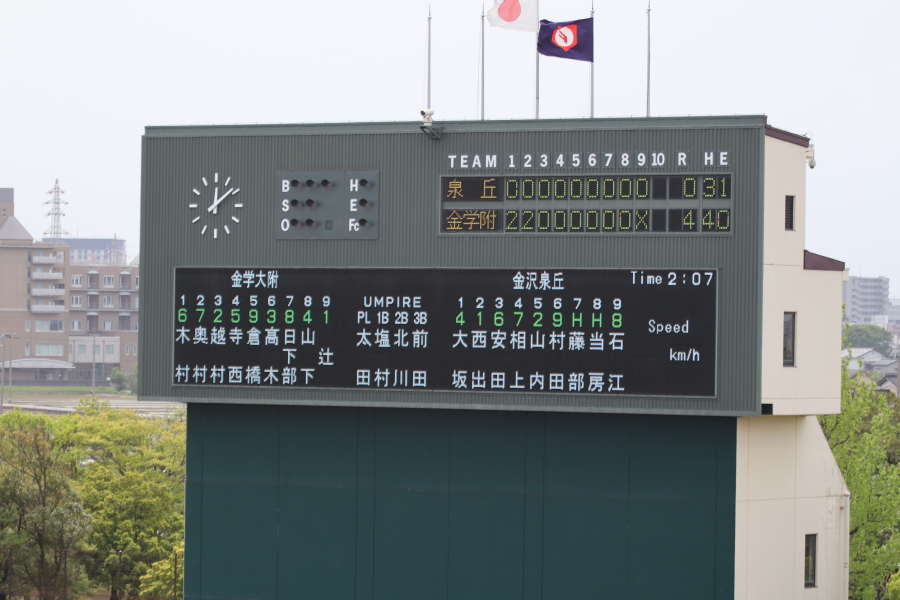 TEAM 1 2 3 4 5 6 7 8 9 10 R H E
泉丘 0 0 0 0 0 0 0 0 0 0 3 1
金学附 2 2 0 0 0 0 0 0 X 4 4 0
B H
S E
O Fc
金学大附
1 2 3 4 5 6 7 8 9
6 7 2 5 9 3 8 4 1
木 奥 越 寺 倉 高 日 山 辻
村 村 村 西 橋 木 下部 下
UMPIRE
PL 1B 2B 3B
太 塩 北 前
田 村 川 田
金沢泉丘
1 2 3 4 5 6 7 8 9
4 1 6 7 2 9 H H 8
大 西 安 相 山 村 藤 当 石
坂 出 田 上 内 田 部 房 江
Time 2:07
Speed
km/h